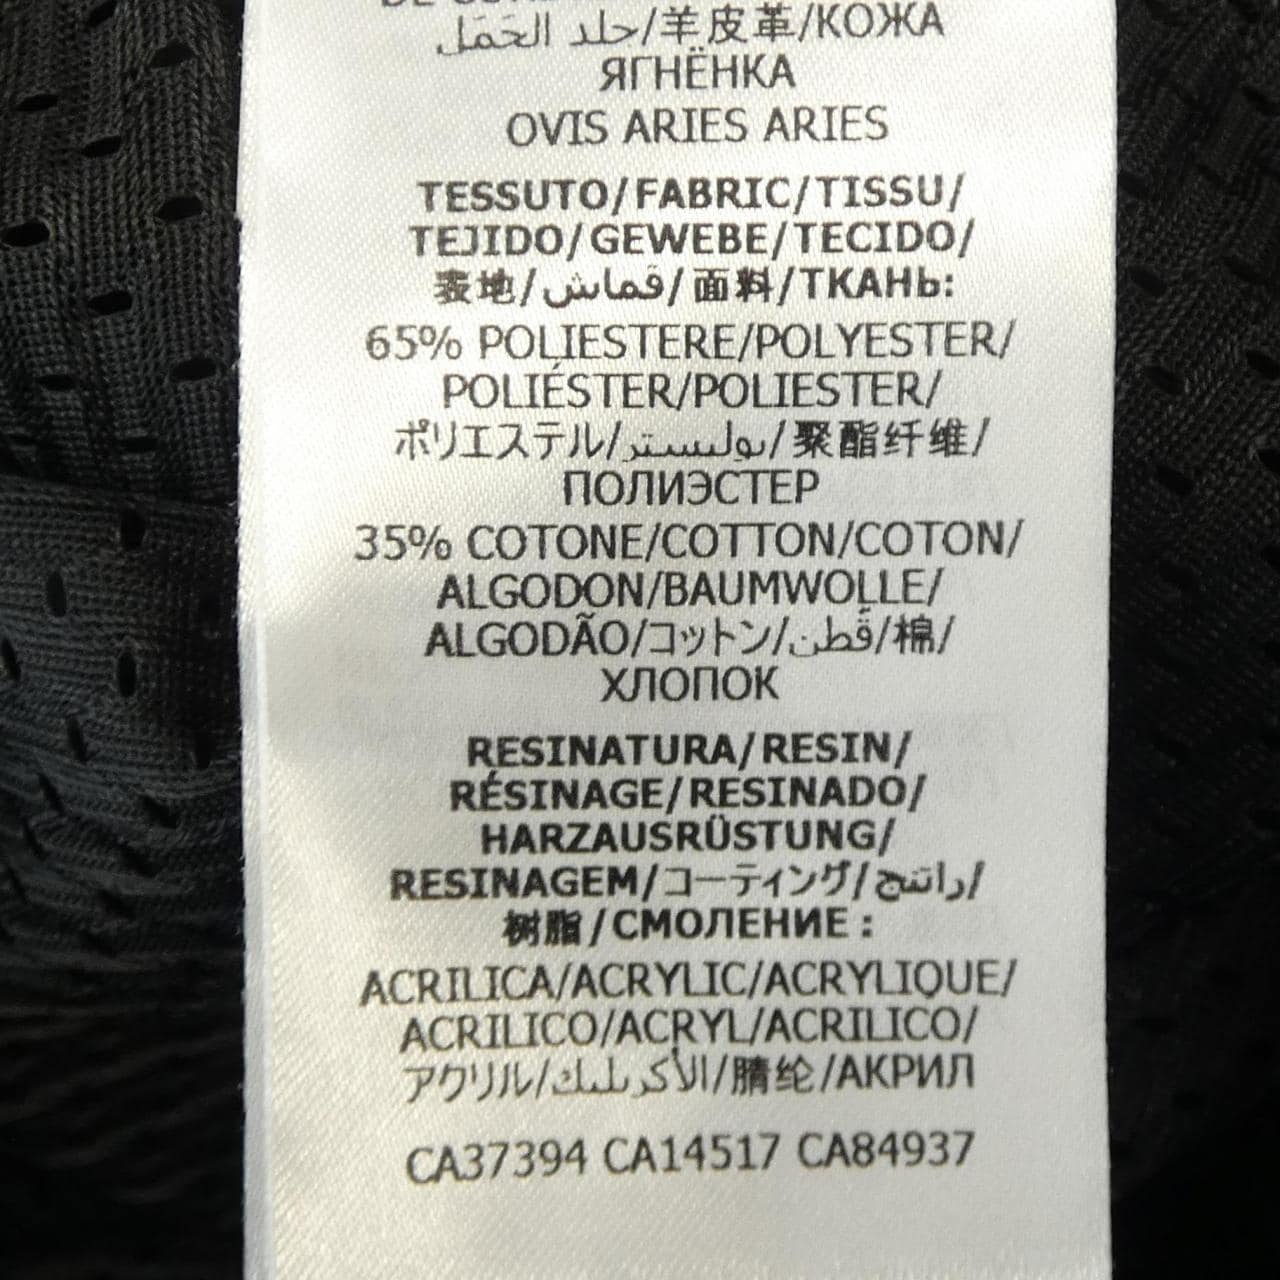 جلد الحَمَل/羊皮革/КОЖА
ЯГНЁНКА
OVIS ARIES ARIES
TESSUTO/FABRIC/TISSU/
TEJIDO/GEWEBE/TECIDO/
表地/قماش/面料/ТКАНЬ:
65% POLIESTERE/POLYESTER/
POLIÉSTER/POLIESTER/
ポリエステル/بوليستر/聚酯纤维/
ПОЛИЭСТЕР
35% COTONE/COTTON/COTON/
ALGODON/BAUMWOLLE/
ALGODÃO/コットン/قطن/棉/
ХЛОПОК
RESINATURA/RESIN/
RÉSINAGE/RESINADO/
HARZAUSRÜSTUNG/
RESINAGEM/コーティング/راتنج/
树脂/СМОЛЕНИЕ:
ACRILICA/ACRYLIC/ACRYLIQUE/
ACRILICO/ACRYL/ACRILICO/
アクリル/الأكرليك/腈纶/АКРИЛ
CA37394 CA14517 CA84937